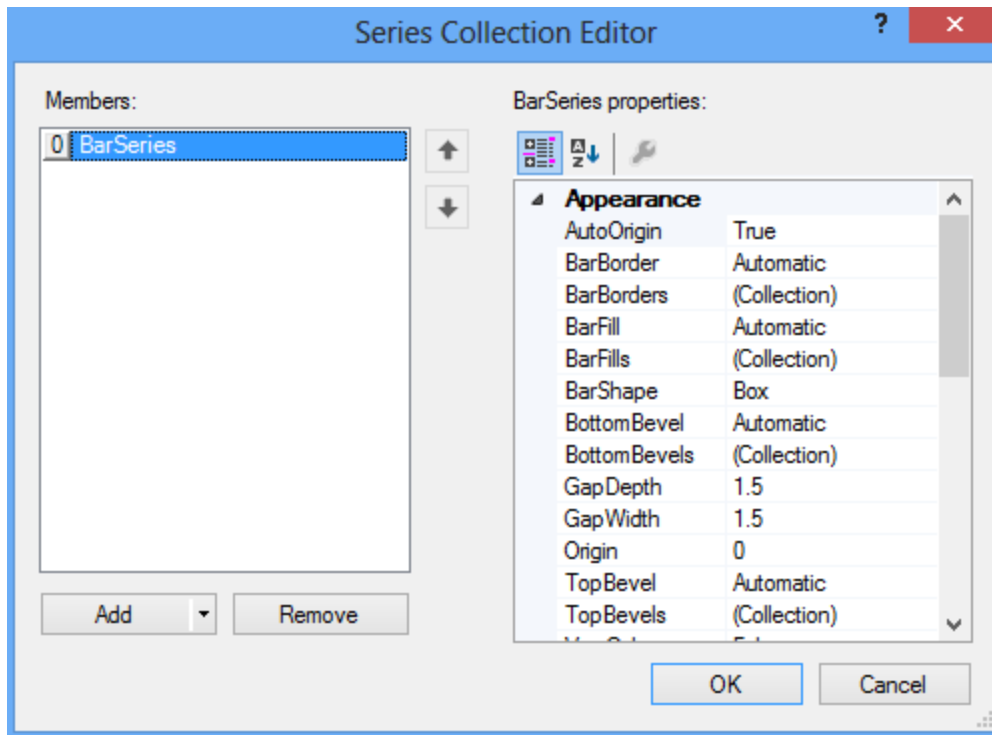 Series Collection Editor ?
Members:
BarSeries properties:
0 BarSeries
Appearance
AutoOrigin True
BarBorder Automatic
BarBorders (Collection)
BarFill Automatic
BarFills (Collection)
BarShape Box
BottomBevel Automatic
BottomBevels (Collection)
GapDepth 1.5
GapWidth 1.5
Origin 0
TopBevel Automatic
TopBevels (Collection)
Add Remove
OK Cancel